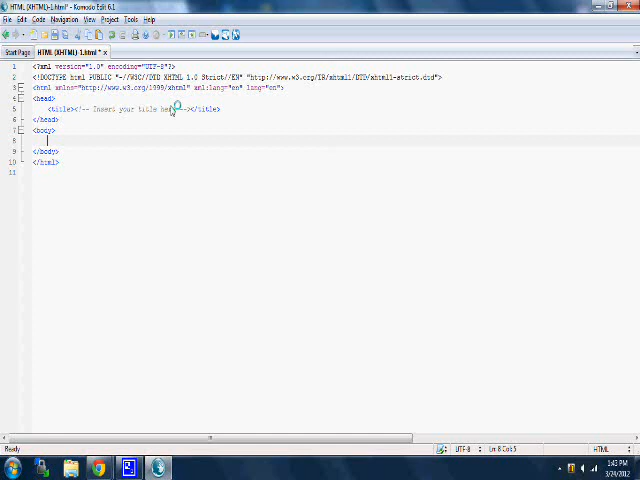 HTML (XHTML)-1.html* - Komodo Edit 6.1
File Edit Code Navigation View Project Tools Help
Start Page HTML (XHTML)-1.html *
1 <?xml version="1.0" encoding="UTF-8"?>
2 <!DOCTYPE html PUBLIC "-//W3C//DTD XHTML 1.0 Strict//EN" "http://www.w3.org/TR/xhtml1/DTD/xhtml1-strict.dtd">
3 <html xmlns="http://www.w3.org/1999/xhtml" xml:lang="en" lang="en">
4 <head>
5 <title><!-- Insert your title here --></title>
6 </head>
7 <body>
8
9 </body>
10 </html>
11
Ready UTF-8 Ln: 8 Col: 5 HTML
1:43 PM
3/24/2012